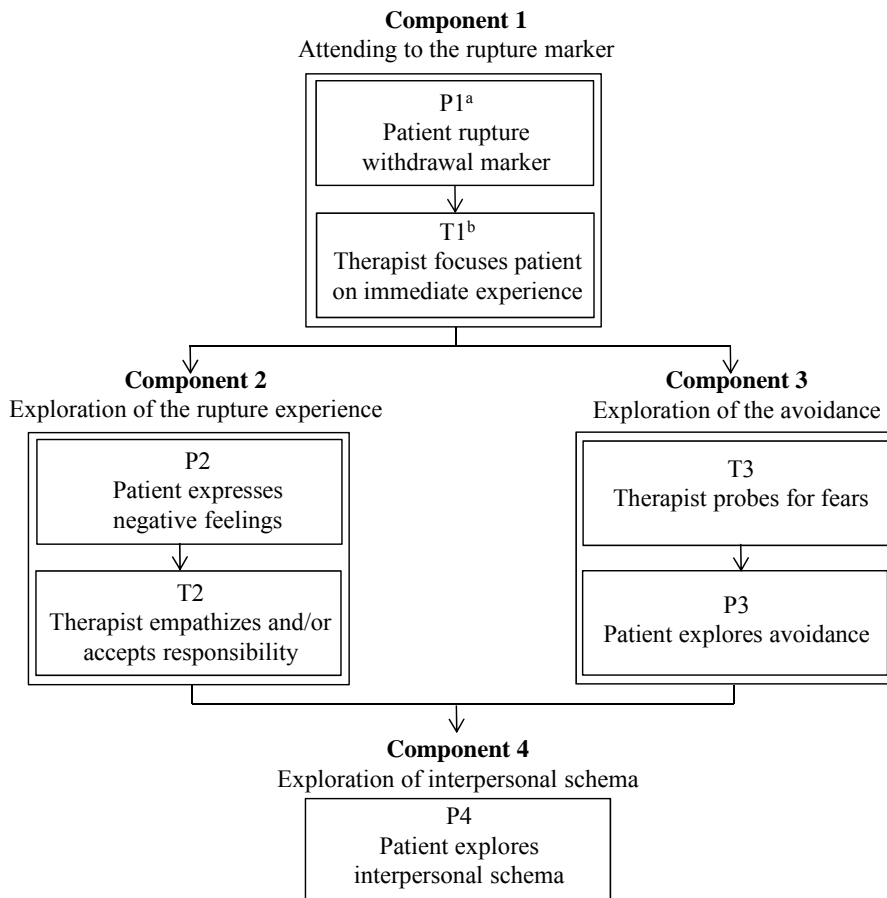 Component 1
Attending to the rupture marker
P1ᵃ
Patient rupture
withdrawal marker
T1ᵇ
Therapist focuses patient
on immediate experience
Component 2
Exploration of the rupture experience
P2
Patient expresses
negative feelings
T2
Therapist empathizes and/or
accepts responsibility
Component 3
Exploration of the avoidance
T3
Therapist probes for fears
P3
Patient explores avoidance
Component 4
Exploration of interpersonal schema
P4
Patient explores
interpersonal schema